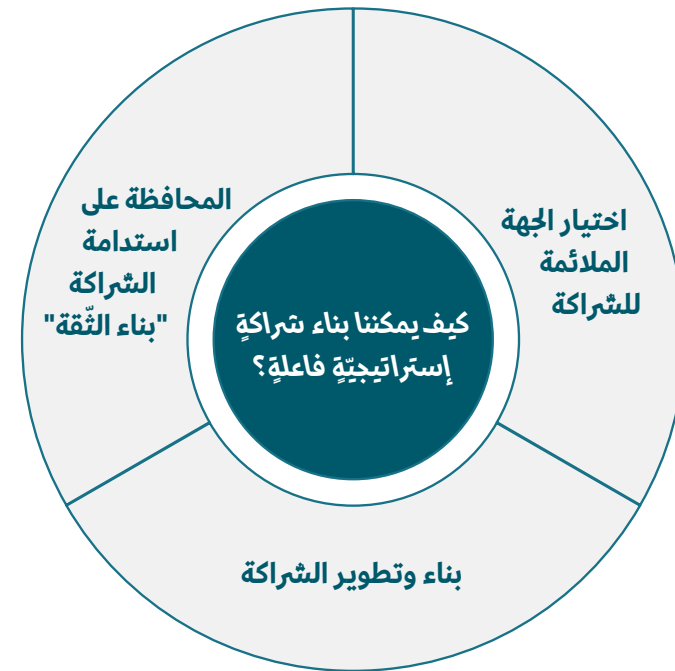 كيف يمكننا بناء شراكةٍ
إستراتيجيّةٍ فاعلةٍ؟
اختيار الجهة
الملائمة
للشّراكة
بناء وتطوير الشراكة
المحافظة على
استدامة
الشّراكة
"بناء الثّقة"